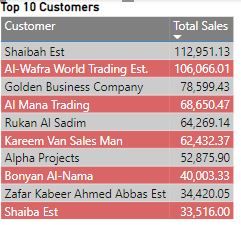 Top 10 Customers
Customer Total Sales
Shaibah Est 112,951.13
Al-Wafra World Trading Est. 106,066.01
Golden Business Company 78,599.43
Al Mana Trading 68,650.47
Rukan Al Sadim 64,269.14
Kareem Van Sales Man 62,432.37
Alpha Projects 52,875.90
Bonyan Al-Nama 40,003.33
Zafar Kabeer Ahmed Abbas Est 34,420.05
Shaiba Est 33,516.00